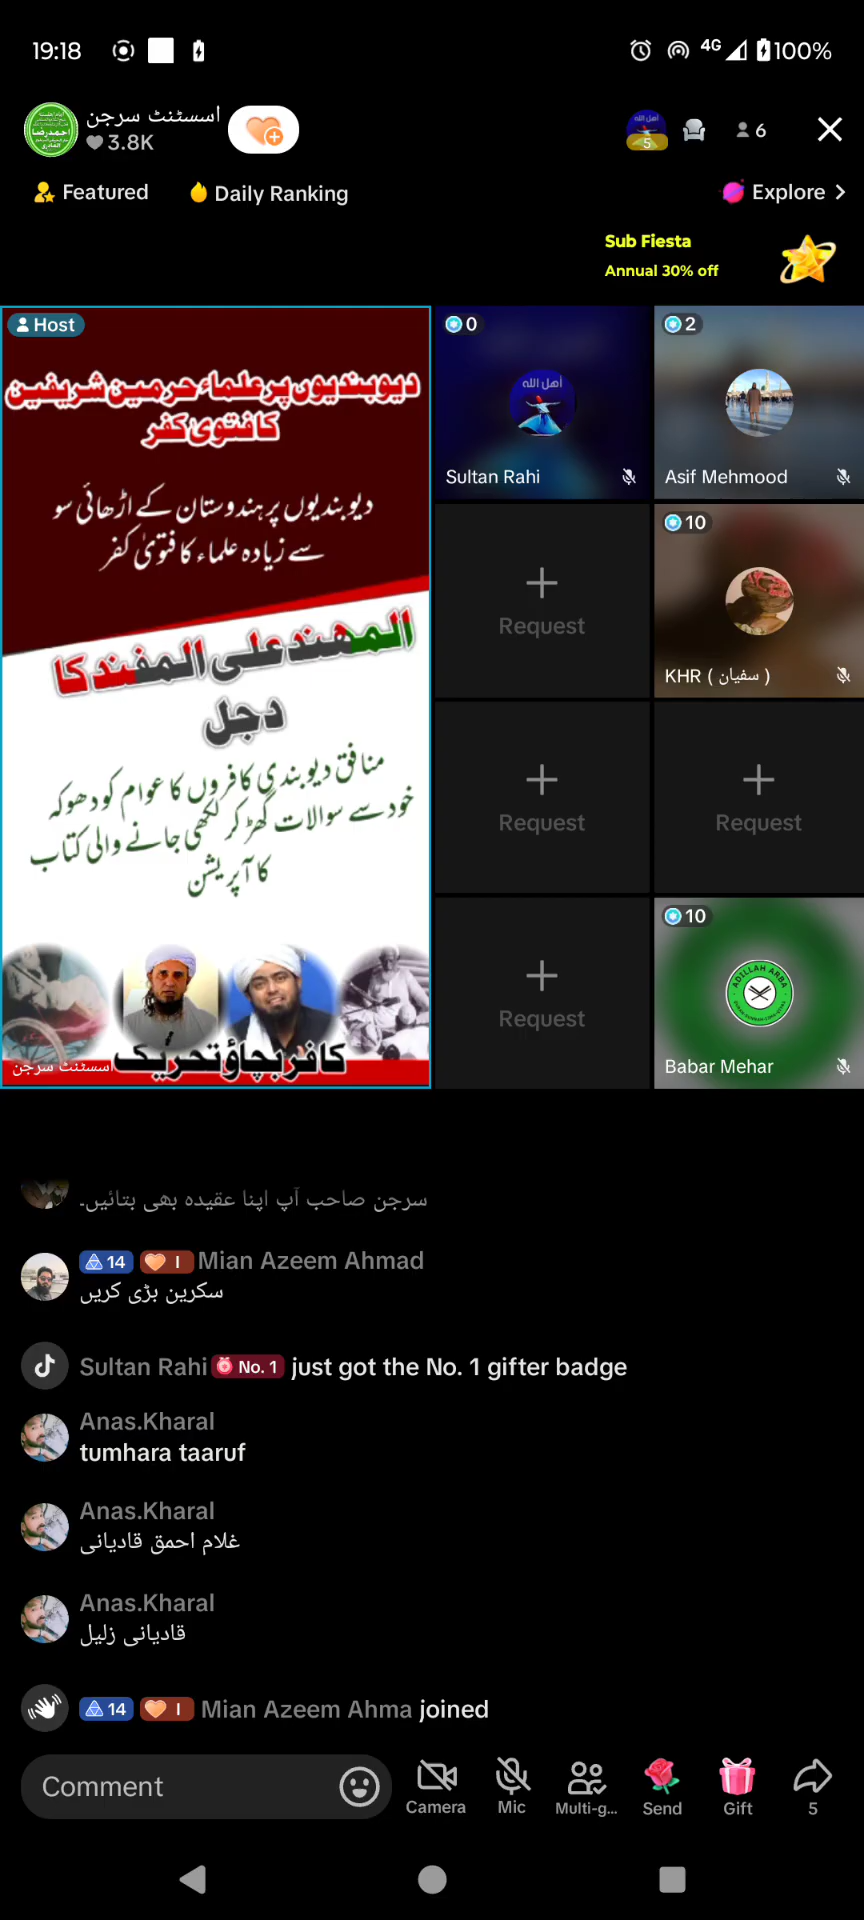 19:18
4G
100%
اسسٹنٹ سرجن
3.8K
5
6
Featured
Daily Ranking
Explore
Sub Fiesta
Annual 30% off
Host
دیوبندیوں پر علماء حرمین شریفین
کا فتویٰ کفر
دیوبندیوں پر ہندوستان کے اڑھائی سو
سے زیادہ علماء کا فتویٰ کفر
المهند علی المفند کا
دجل
منافق دیوبندی کافروں کا عوام کو دھوکہ
خود سے سوالات گھڑ کر لکھی جانے والی کتاب
کا آپریشن
کافر بچاؤ تحریک
اسسٹنٹ سرجن
0
أهل الله
Sultan Rahi
2
Asif Mehmood
Request
10
KHR ( سفیان )
Request
Request
Request
10
ADILLAH ARBA
Babar Mehar
سرجن صاحب آپ اپنا عقیدہ بھی بتائیں۔
14 I Mian Azeem Ahmad
سکرین بڑی کریں
Sultan Rahi No. 1 just got the No. 1 gifter badge
Anas.Kharal
tumhara taaruf
Anas.Kharal
غلام احمق قادیانی
Anas.Kharal
قادیانی زلیل
14 I Mian Azeem Ahma joined
Comment
Camera
Mic
Multi-g...
Send
Gift
5